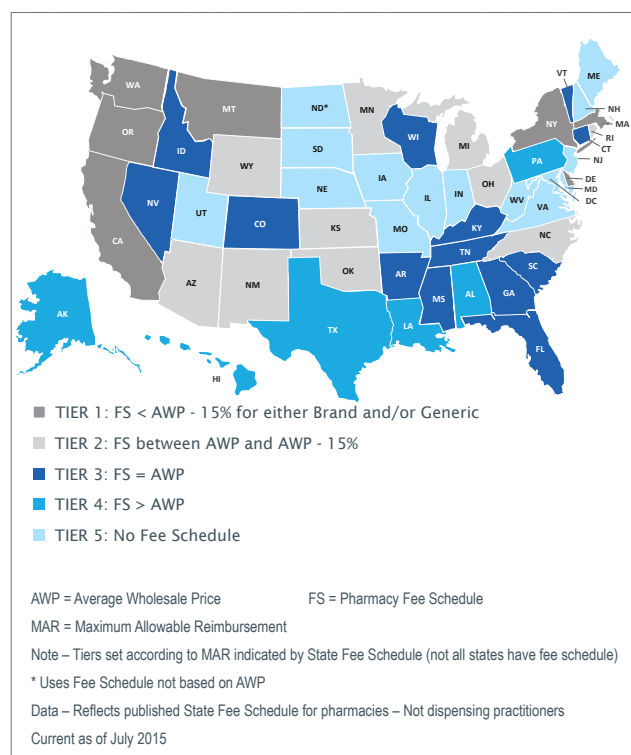 WA
OR
CA
ID
NV
MT
WY
UT
AZ
CO
NM
ND*
SD
NE
KS
OK
TX
MN
IA
MO
AR
LA
WI
IL
MS
MI
IN
KY
TN
AL
OH
WV
VA
NC
SC
GA
FL
PA
NY
VT
ME
NH
MA
RI
CT
NJ
DE
MD
DC
AK
HI
TIER 1: FS < AWP - 15% for either Brand and/or Generic
TIER 2: FS between AWP and AWP - 15%
TIER 3: FS = AWP
TIER 4: FS > AWP
TIER 5: No Fee Schedule
AWP = Average Wholesale Price FS = Pharmacy Fee Schedule
MAR = Maximum Allowable Reimbursement
Note – Tiers set according to MAR indicated by State Fee Schedule (not all states have fee schedule)
* Uses Fee Schedule not based on AWP
Data – Reflects published State Fee Schedule for pharmacies – Not dispensing practitioners
Current as of July 2015